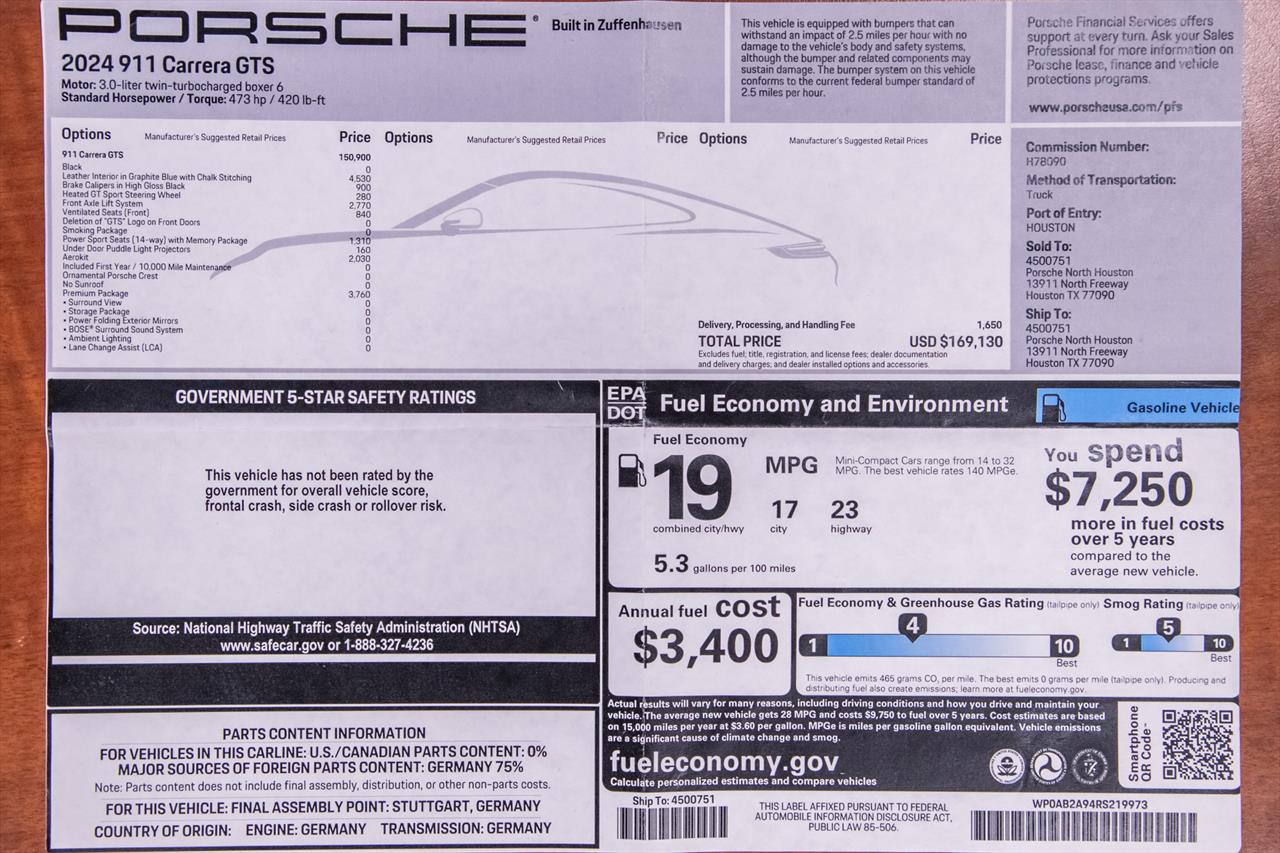 PORSCHE® Built in Zuffenhausen
2024 911 Carrera GTS
Motor: 3.0-liter twin-turbocharged boxer 6
Standard Horsepower / Torque: 473 hp / 420 lb-ft
This vehicle is equipped with bumpers that can
withstand an impact of 2.5 miles per hour with no
damage to the vehicle's body and safety systems,
although the bumper and related components may
sustain damage. The bumper system on this vehicle
conforms to the current federal bumper standard of
2.5 miles per hour.
Porsche Financial Services offers
support at every turn. Ask your Sales
Professional for more information on
Porsche lease, finance and vehicle
protections programs.
www.porscheusa.com/pfs
Options Manufacturer's Suggested Retail Prices Price Options Manufacturer's Suggested Retail Prices Price Options Manufacturer's Suggested Retail Prices Price
911 Carrera GTS 150,900
Black 0
Leather Interior in Graphite Blue with Chalk Stitching 4,530
Brake Calipers in High Gloss Black 900
Heated GT Sport Steering Wheel 280
Front Axle Lift System 2,770
Ventilated Seats (Front) 840
Deletion of "GTS" Logo on Front Doors 0
Smoking Package 0
Power Sport Seats (14-way) with Memory Package 1,310
Under Door Puddle Light Projectors 160
Aerokit 2,030
Included First Year / 10,000 Mile Maintenance 0
Ornamental Porsche Crest 0
No Sunroof 0
Premium Package 3,760
• Surround View 0
• Storage Package 0
• Power Folding Exterior Mirrors 0
• BOSE® Surround Sound System 0
• Ambient Lighting 0
• Lane Change Assist (LCA) 0
Delivery, Processing, and Handling Fee 1,650
TOTAL PRICE USD $169,130
Excludes fuel; title, registration, and license fees; dealer documentation
and delivery charges; and dealer installed options and accessories.
Commission Number:
H78090
Method of Transportation:
Truck
Port of Entry:
HOUSTON
Sold To:
4500751
Porsche North Houston
13911 North Freeway
Houston TX 77090
Ship To:
4500751
Porsche North Houston
13911 North Freeway
Houston TX 77090
GOVERNMENT 5-STAR SAFETY RATINGS
This vehicle has not been rated by the
government for overall vehicle score,
frontal crash, side crash or rollover risk.
Source: National Highway Traffic Safety Administration (NHTSA)
www.safecar.gov or 1-888-327-4236
PARTS CONTENT INFORMATION
FOR VEHICLES IN THIS CARLINE: U.S./CANADIAN PARTS CONTENT: 0%
MAJOR SOURCES OF FOREIGN PARTS CONTENT: GERMANY 75%
Note: Parts content does not include final assembly, distribution, or other non-parts costs.
FOR THIS VEHICLE: FINAL ASSEMBLY POINT: STUTTGART, GERMANY
COUNTRY OF ORIGIN: ENGINE: GERMANY TRANSMISSION: GERMANY
EPA
DOT
Fuel Economy and Environment
Gasoline Vehicle
Fuel Economy
19 MPG
Mini-Compact Cars range from 14 to 32
MPG. The best vehicle rates 140 MPGe.
17 23
combined city/hwy city highway
5.3 gallons per 100 miles
You spend
$7,250
more in fuel costs
over 5 years
compared to the
average new vehicle.
Annual fuel cost
$3,400
Fuel Economy & Greenhouse Gas Rating (tailpipe only) Smog Rating (tailpipe only)
4 5
1 10 1 10
Best Best
This vehicle emits 465 grams CO2 per mile. The best emits 0 grams per mile (tailpipe only). Producing and
distributing fuel also create emissions; learn more at fueleconomy.gov.
Actual results will vary for many reasons, including driving conditions and how you drive and maintain your
vehicle. The average new vehicle gets 28 MPG and costs $9,750 to fuel over 5 years. Cost estimates are based
on 15,000 miles per year at $3.60 per gallon. MPGe is miles per gasoline gallon equivalent. Vehicle emissions
are a significant cause of climate change and smog.
fueleconomy.gov
Calculate personalized estimates and compare vehicles
Smartphone
QR Code™
Ship To: 4500751
THIS LABEL AFFIXED PURSUANT TO FEDERAL
AUTOMOBILE INFORMATION DISCLOSURE ACT,
PUBLIC LAW 85-506.
WP0AB2A94RS219973